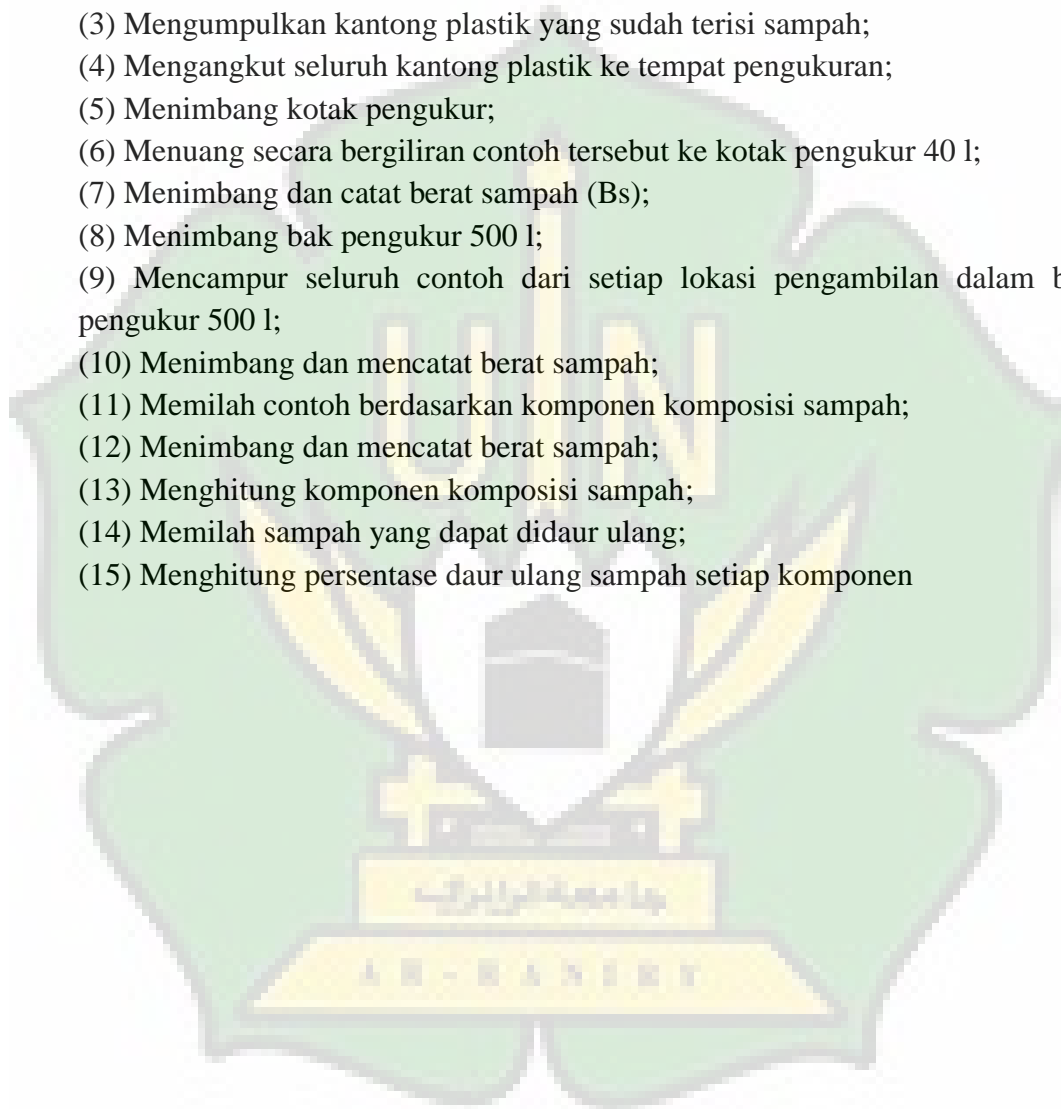 (3) Mengumpulkan kantong plastik yang sudah terisi sampah;
(4) Mengangkut seluruh kantong plastik ke tempat pengukuran;
(5) Menimbang kotak pengukur;
(6) Menuang secara bergiliran contoh tersebut ke kotak pengukur 40 l;
(7) Menimbang dan catat berat sampah (Bs);
(8) Menimbang bak pengukur 500 l;
(9) Mencampur seluruh contoh dari setiap lokasi pengambilan dalam b
pengukur 500 l;
(10) Menimbang dan mencatat berat sampah;
(11) Memilah contoh berdasarkan komponen komposisi sampah;
(12) Menimbang dan mencatat berat sampah;
(13) Menghitung komponen komposisi sampah;
(14) Memilah sampah yang dapat didaur ulang;
(15) Menghitung persentase daur ulang sampah setiap komponen
UIN
AR-RANIRY